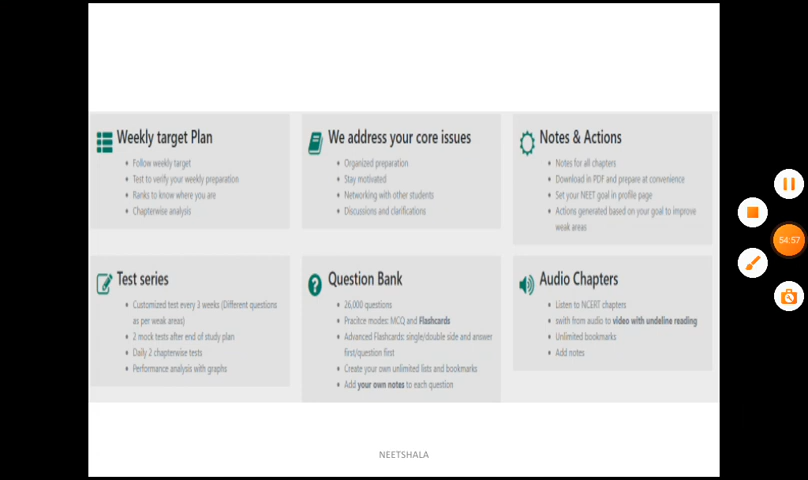 Weekly target Plan
Follow weekly target
Test to verify your weekly preparation
Ranks to know where you are
Chapterwise analysis
We address your core issues
Organized preparation
Stay motivated
Networking with other students
Discussions and clarifications
Notes & Actions
Notes for all chapters
Download in PDF and prepare at convenience
Set your NEET goal in profile page
Actions generated based on your goal to improve
weak areas
Test series
Customized test every 3 weeks (Different questions
as per weak areas)
2 mock tests after end of study plan
Daily 2 chapterwise tests
Performance analysis with graphs
Question Bank
26,000 questions
Pracitce modes: MCQ and Flashcards
Advanced Flashcards: single/double side and answer
first/question first
Create your own unlimited lists and bookmarks
Add your own notes to each question
Audio Chapters
Listen to NCERT chapters
swith from audio to video with undeline reading
Unlimited bookmarks
Add notes
54:57
NEETSHALA